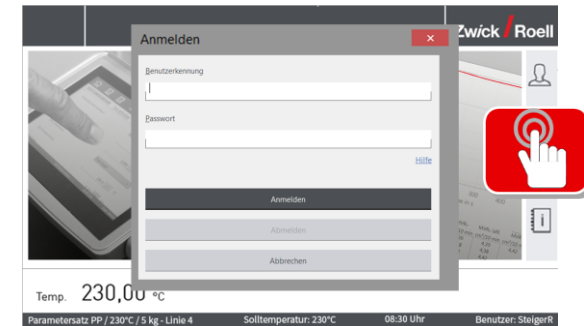 Zwick / Roell
Anmelden
Benutzerkennung
Passwort
Hilfe
Anmelden
Abmelden
Abbrechen
Temp. 230,00 °C
Parametersatz PP / 230°C / 5 kg - Linie 4 Solltemperatur: 230°C 08:30 Uhr Benutzer: SteigerR